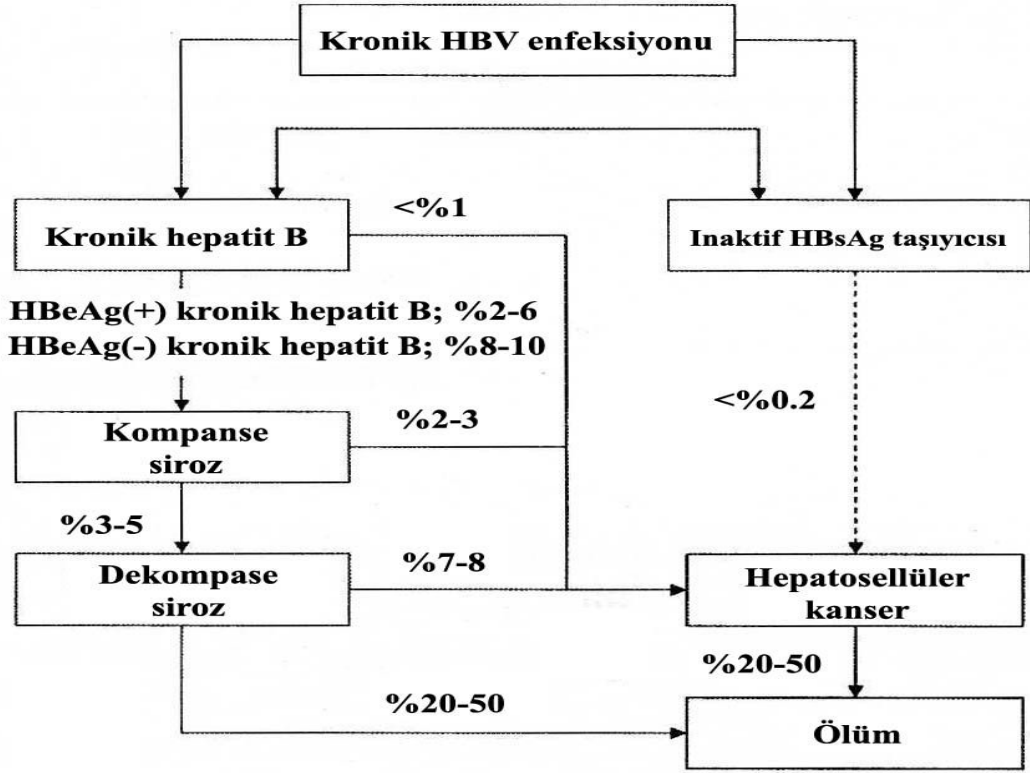 Kronik HBV enfeksiyonu
<%1
Kronik hepatit B
Inaktif HBsAg taşıyıcısı
HBeAg(+) kronik hepatit B; %2-6
HBeAg(-) kronik hepatit B; %8-10
<%0.2
Kompanse
siroz
%2-3
%3-5
Dekompase
siroz
%7-8
Hepatosellüler
kanser
%20-50
%20-50
Ölüm